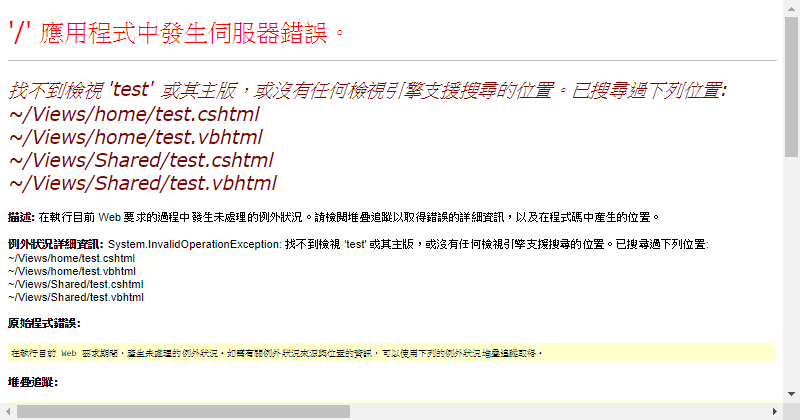 '/' 應用程式中發生伺服器錯誤。
找不到檢視 'test' 或其主版，或沒有任何檢視引擎支援搜尋的位置。已搜尋過下列位置:
~/Views/home/test.cshtml
~/Views/home/test.vbhtml
~/Views/Shared/test.cshtml
~/Views/Shared/test.vbhtml
描述: 在執行目前 Web 要求的過程中發生未處理的例外狀況。請檢閱堆疊追蹤以取得錯誤的詳細資訊，以及在程式碼中產生的位置。
例外狀況詳細資訊: System.InvalidOperationException: 找不到檢視 'test' 或其主版，或沒有任何檢視引擎支援搜尋的位置。已搜尋過下列位置:
~/Views/home/test.cshtml
~/Views/home/test.vbhtml
~/Views/Shared/test.cshtml
~/Views/Shared/test.vbhtml
原始程式錯誤:
在執行目前 Web 要求期間，產生未處理的例外狀況。如需有關例外狀況來源與位置的資訊，可以使用下列的例外狀況堆疊追蹤取得。
堆疊追蹤: